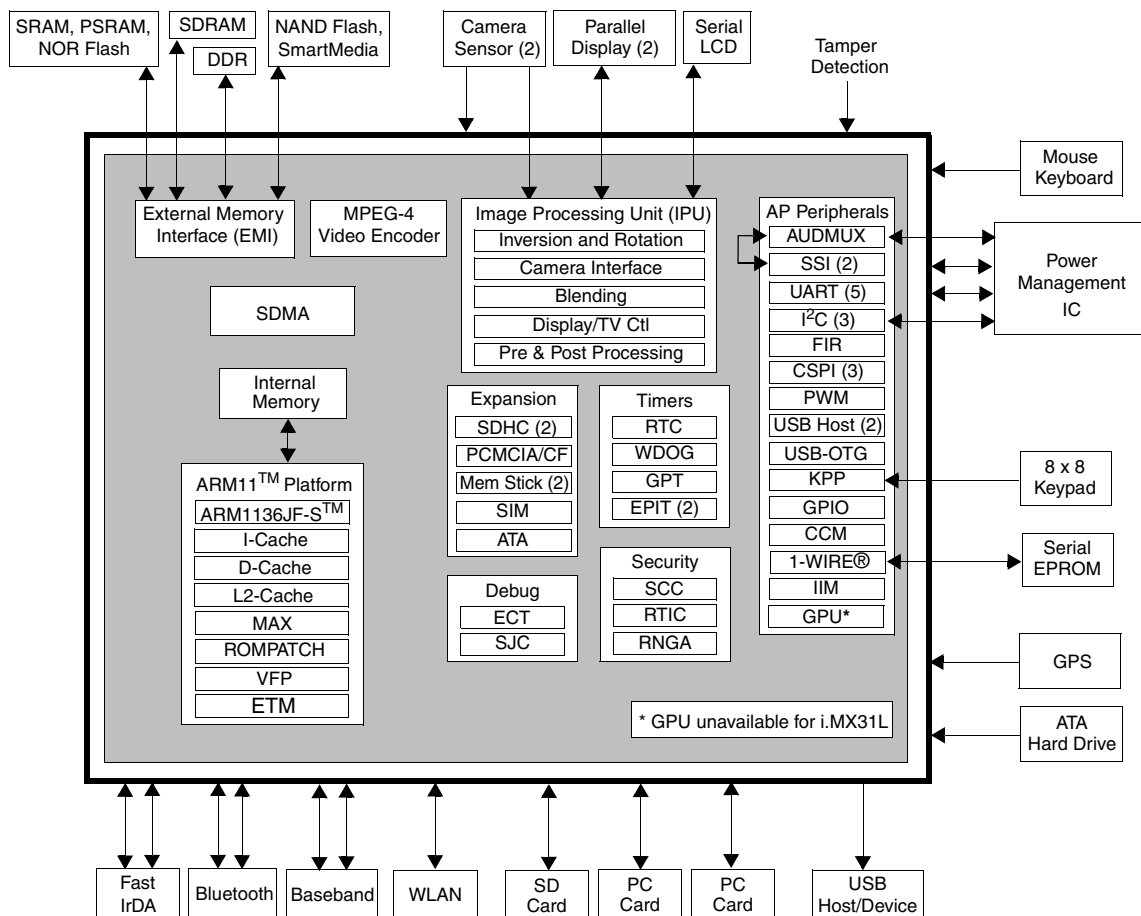 SRAM, PSRAM,
NOR Flash
SDRAM
DDR
NAND Flash,
SmartMedia
Camera
Sensor (2)
Parallel
Display (2)
Serial
LCD
Tamper
Detection
External Memory
Interface (EMI)
MPEG-4
Video Encoder
SDMA
Internal
Memory
ARM11TM Platform
ARM1136JF-STM
I-Cache
D-Cache
L2-Cache
MAX
ROMPATCH
VFP
ETM
Image Processing Unit (IPU)
Inversion and Rotation
Camera Interface
Blending
Display/TV Ctl
Pre & Post Processing
Expansion
SDHC (2)
PCMCIA/CF
Mem Stick (2)
SIM
ATA
Debug
ECT
SJC
Timers
RTC
WDOG
GPT
EPIT (2)
Security
SCC
RTIC
RNGA
AP Peripherals
AUDMUX
SSI (2)
UART (5)
I2C (3)
FIR
CSPI (3)
PWM
USB Host (2)
USB-OTG
KPP
GPIO
CCM
1-WIRE®
IIM
GPU*
* GPU unavailable for i.MX31L
Mouse
Keyboard
Power
Management
IC
8 x 8
Keypad
Serial
EPROM
GPS
ATA
Hard Drive
Fast
IrDA
Bluetooth
Baseband
WLAN
SD
Card
PC
Card
PC
Card
USB
Host/Device